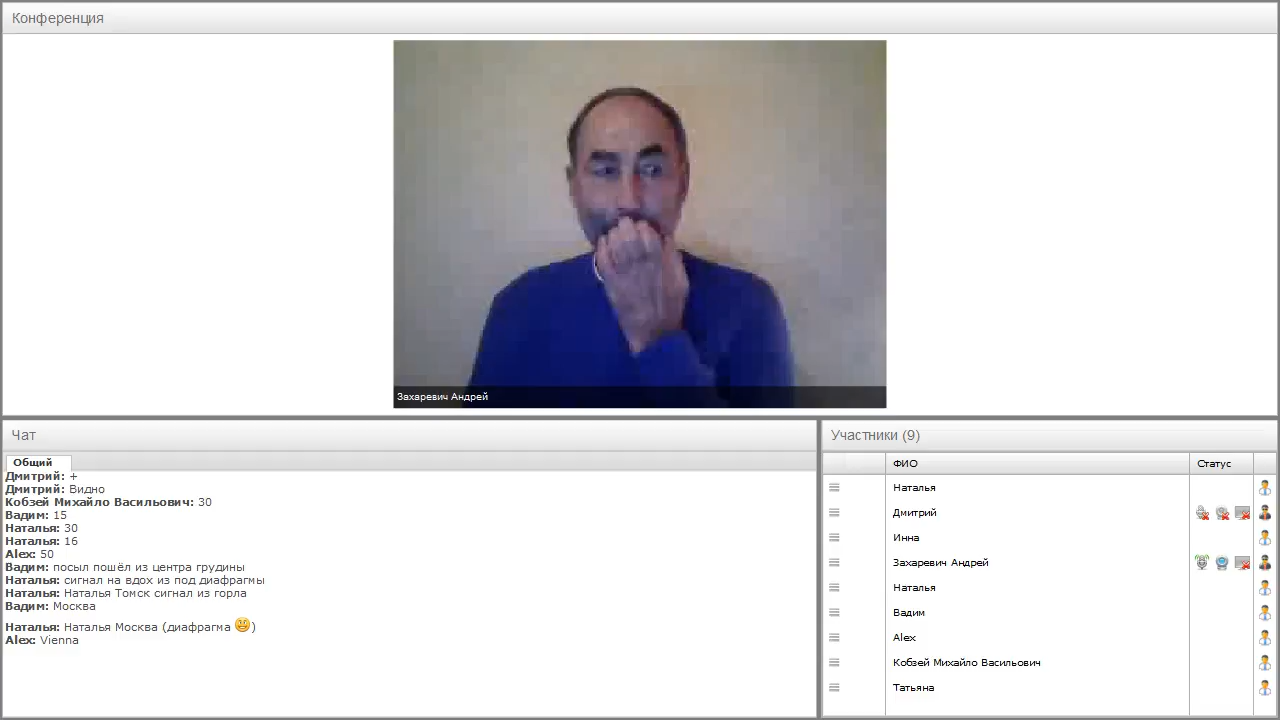 Конференция
Захаревич Андрей
Чат
Общий
Дмитрий: +
Дмитрий: Видно
Кобзей Михайло Васильович: 30
Вадим: 15
Наталья: 30
Наталья: 16
Alex: 50
Вадим: посыл пошел из центра грудины
Наталья: сигнал на вдох из под диафрагмы
Наталья: Наталья Томск сигнал из горла
Вадим: Москва
Наталья: Наталья Москва (диафрагма )
Alex: Vienna
Участники (9)
ФИО Статус
Наталья
Дмитрий
Инна
Захаревич Андрей
Наталья
Вадим
Alex
Кобзей Михайло Васильович
Татьяна